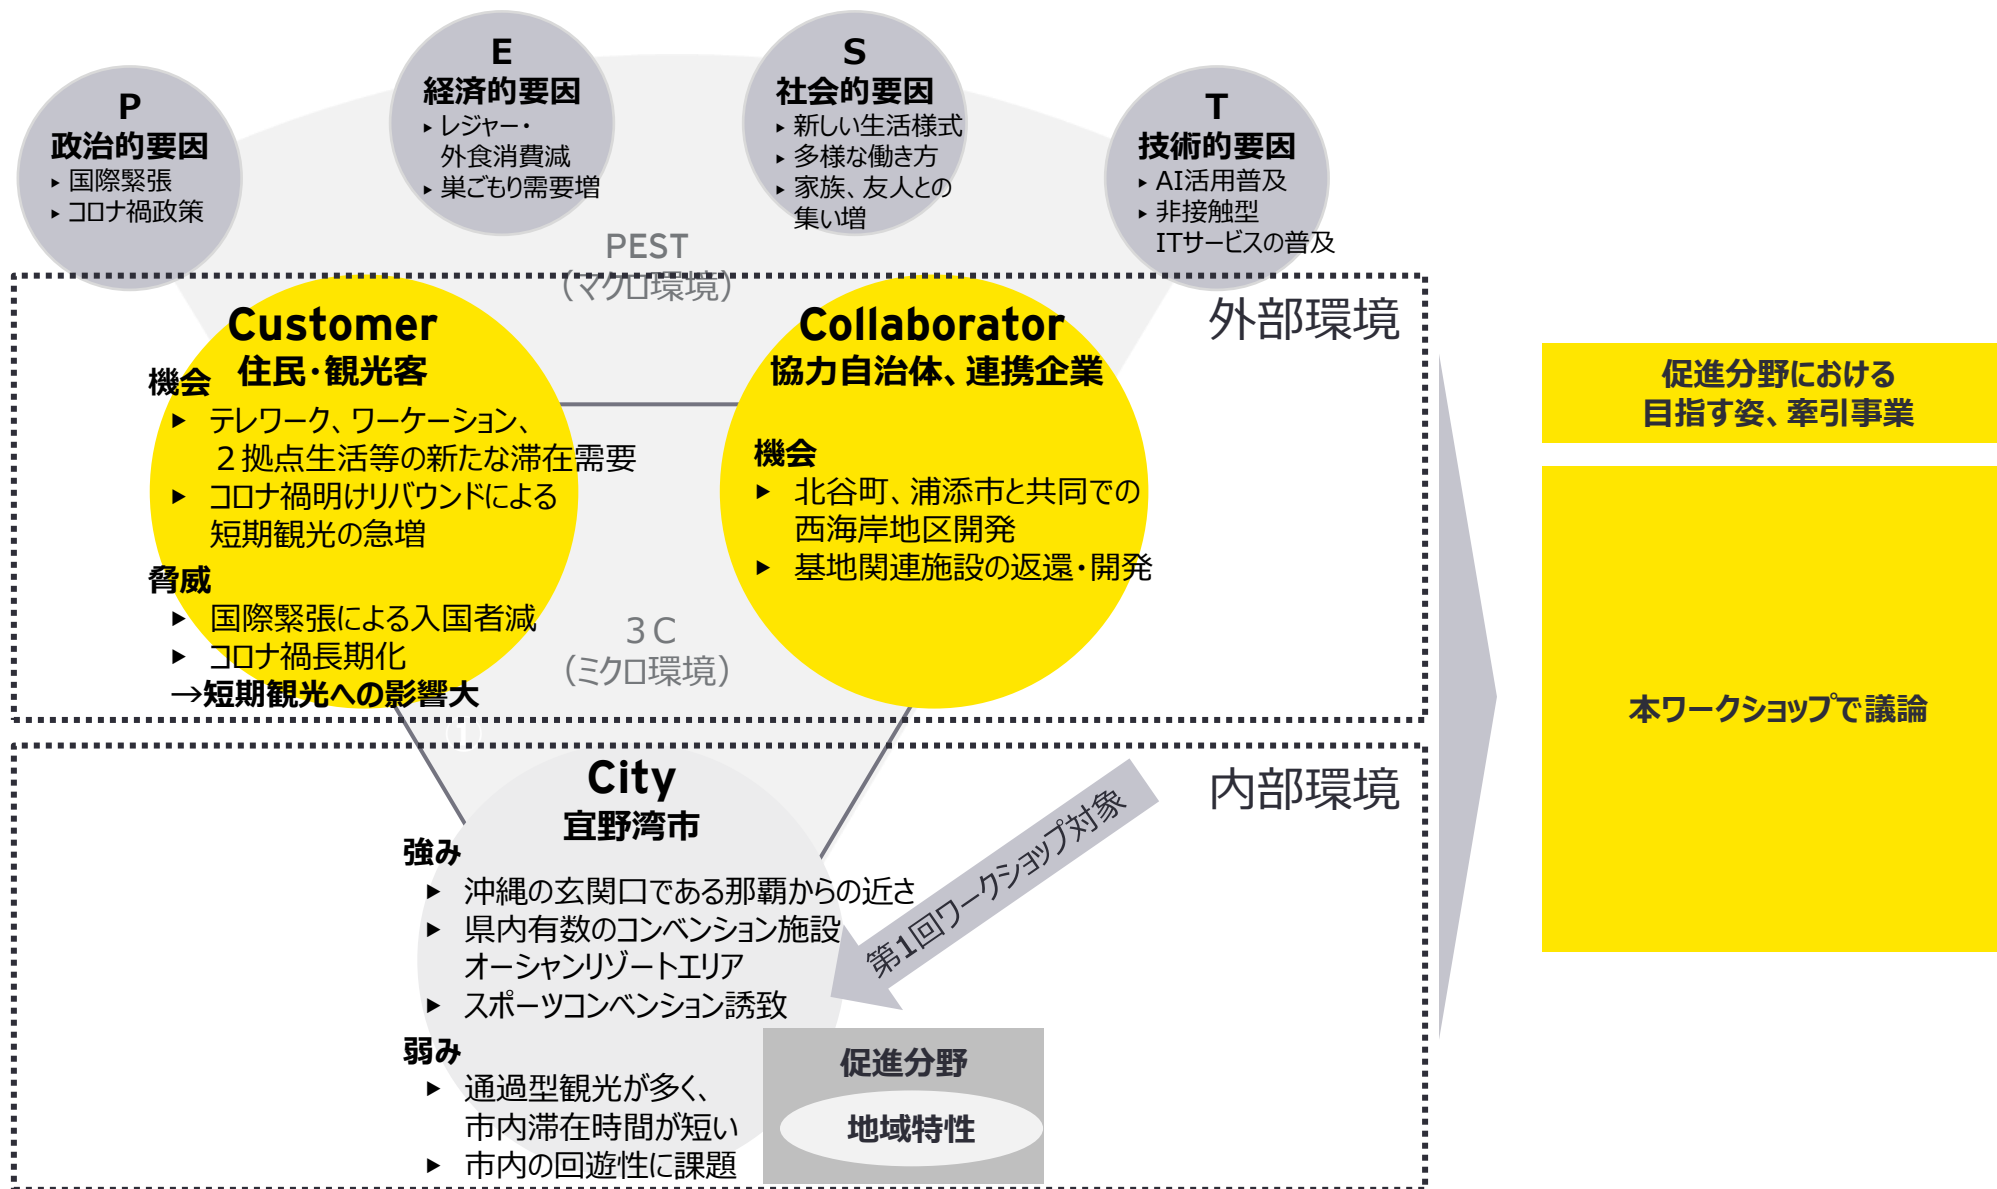 P
政治的要因
▸ 国際緊張
▸ コロナ禍政策
E
経済的要因
▸ レジャー・
外食消費減
▸ 巣ごもり需要増
S
社会的要因
▸ 新しい生活様式
▸ 多様な働き方
▸ 家族、友人との
集い増
T
技術的要因
▸ AI活用普及
▸ 非接触型
ITサービスの普及
PEST
（マクロ環境）
外部環境
Customer
住民・観光客
機会
▸ テレワーク、ワーケーション、
２拠点生活等の新たな滞在需要
▸ コロナ禍明けリバウンドによる
短期観光の急増
脅威
▸ 国際緊張による入国者減
▸ コロナ禍長期化
→短期観光への影響大
Collaborator
協力自治体、連携企業
機会
▸ 北谷町、浦添市と共同での
西海岸地区開発
▸ 基地関連施設の返還・開発
３Ｃ
（ミクロ環境）
内部環境
City
宜野湾市
強み
▸ 沖縄の玄関口である那覇からの近さ
▸ 県内有数のコンベンション施設
オーシャンリゾートエリア
▸ スポーツコンベンション誘致
弱み
▸ 通過型観光が多く、
市内滞在時間が短い
▸ 市内の回遊性に課題
第1回ワークショップ対象
促進分野
地域特性
促進分野における
目指す姿、牽引事業
本ワークショップで議論